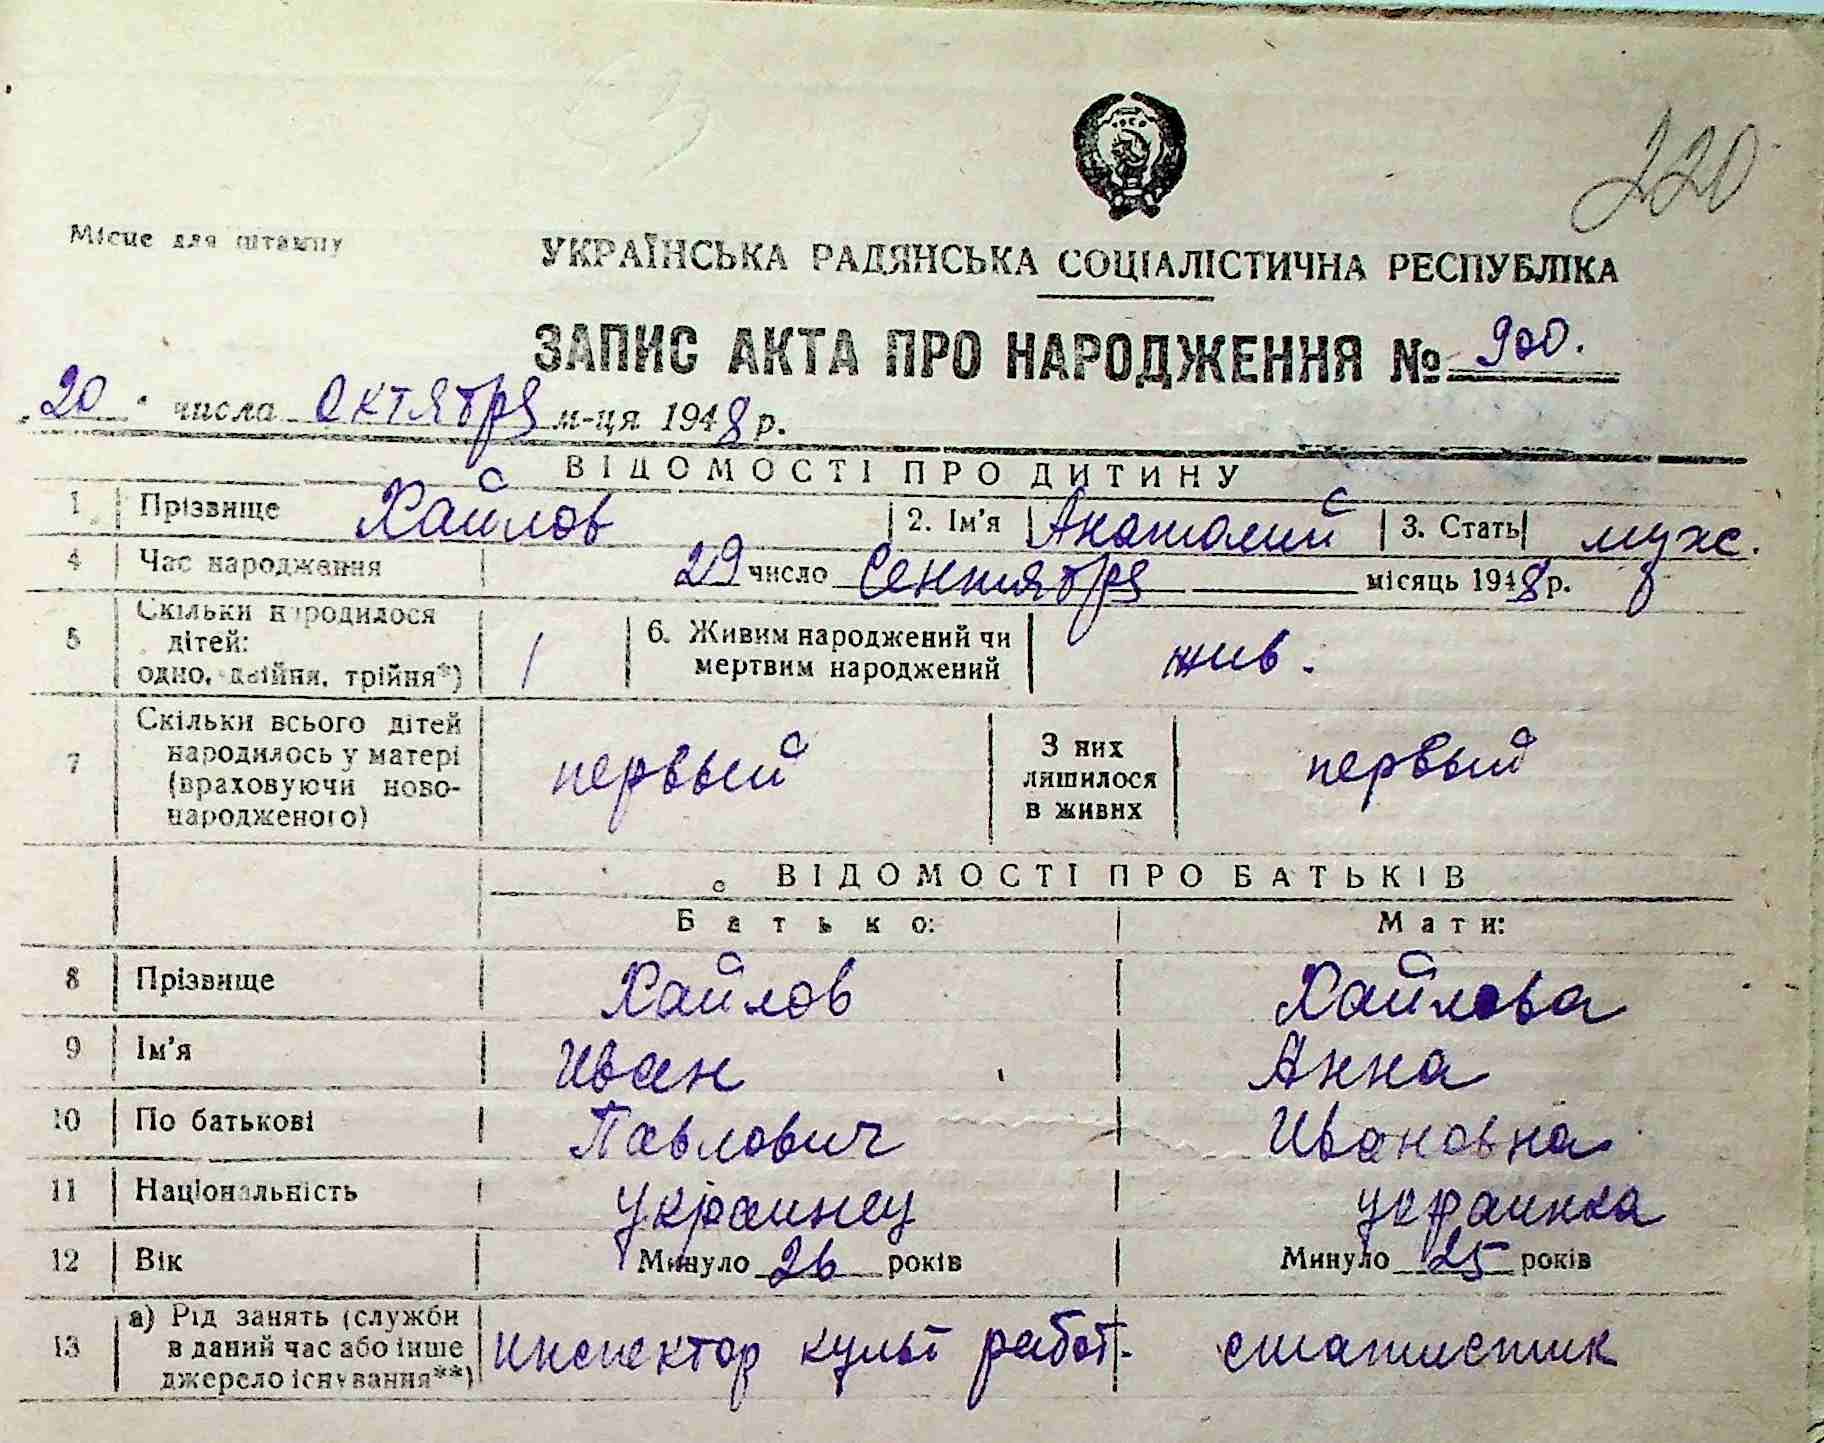 220
Місце для штампу
УКРАЇНСЬКА РАДЯНСЬКА СОЦІАЛІСТИЧНА РЕСПУБЛІКА
ЗАПИС АКТА ПРО НАРОДЖЕННЯ № 900.
"20" числа октября м-ця 1948 р.
ВІДОМОСТІ ПРО ДИТИНУ
1 Прізвище Хайлов 2. Ім'я Анатолий 3. Стать муж.
4 Час народження 29 число Сентября місяць 1948 р.
5 Скільки народилося
дітей:
одно, двійня, трійня*) 1 6. Живим народжений чи
мертвим народжений жив.
7 Скільки всього дітей
народилось у матері
(враховуючи ново-
народженого) первый З них
лишилося
в живих первый
ВІДОМОСТІ ПРО БАТЬКІВ
Батько: Мати:
8 Прізвище Хайлов Хайлова
9 Ім'я Иван Анна
10 По батькові Павлович Ивановна
11 Національність украинец украинка
12 Вік Минуло 26 років Минуло 25 років
13 а) Рід занять (служби
в даний час або інше
джерело існування**) инспектор культ работ. статистик